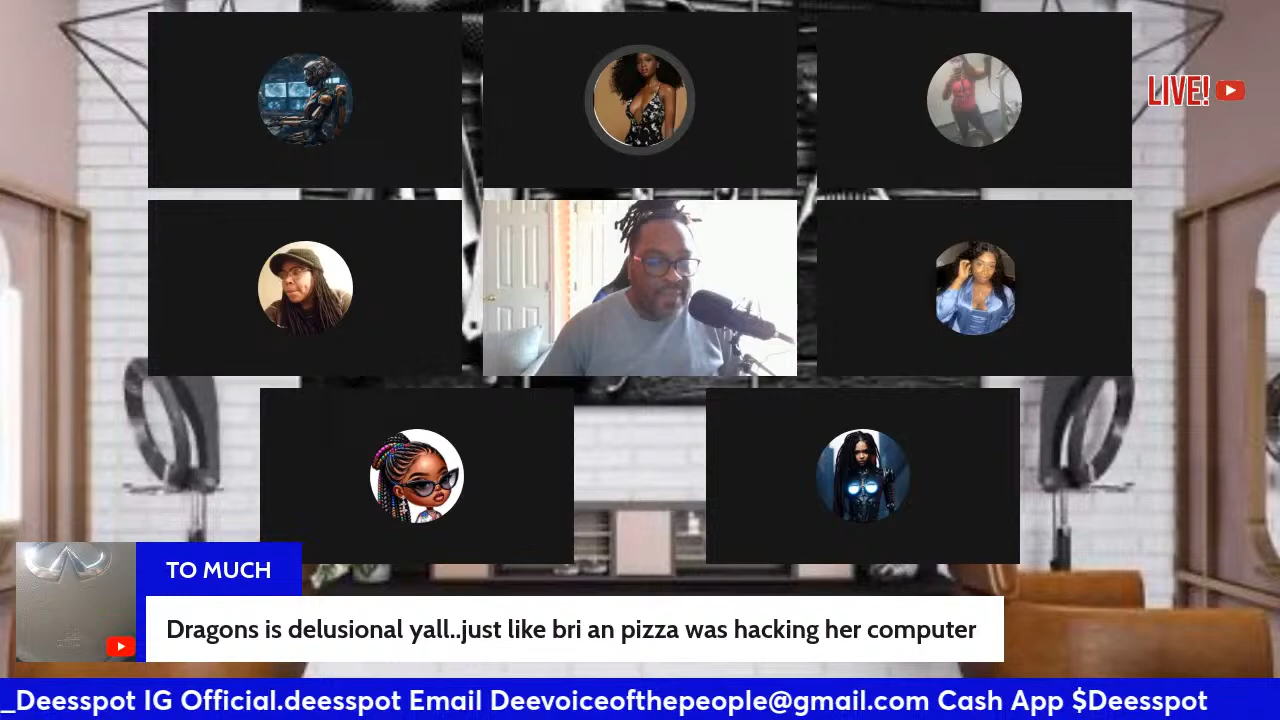 LIVE!
TO MUCH
Dragons is delusional yall..just like bri an pizza was hacking her computer
_Deesspot IG Official.deesspot Email Deevoiceofthepeople@gmail.com Cash App $Deesspot